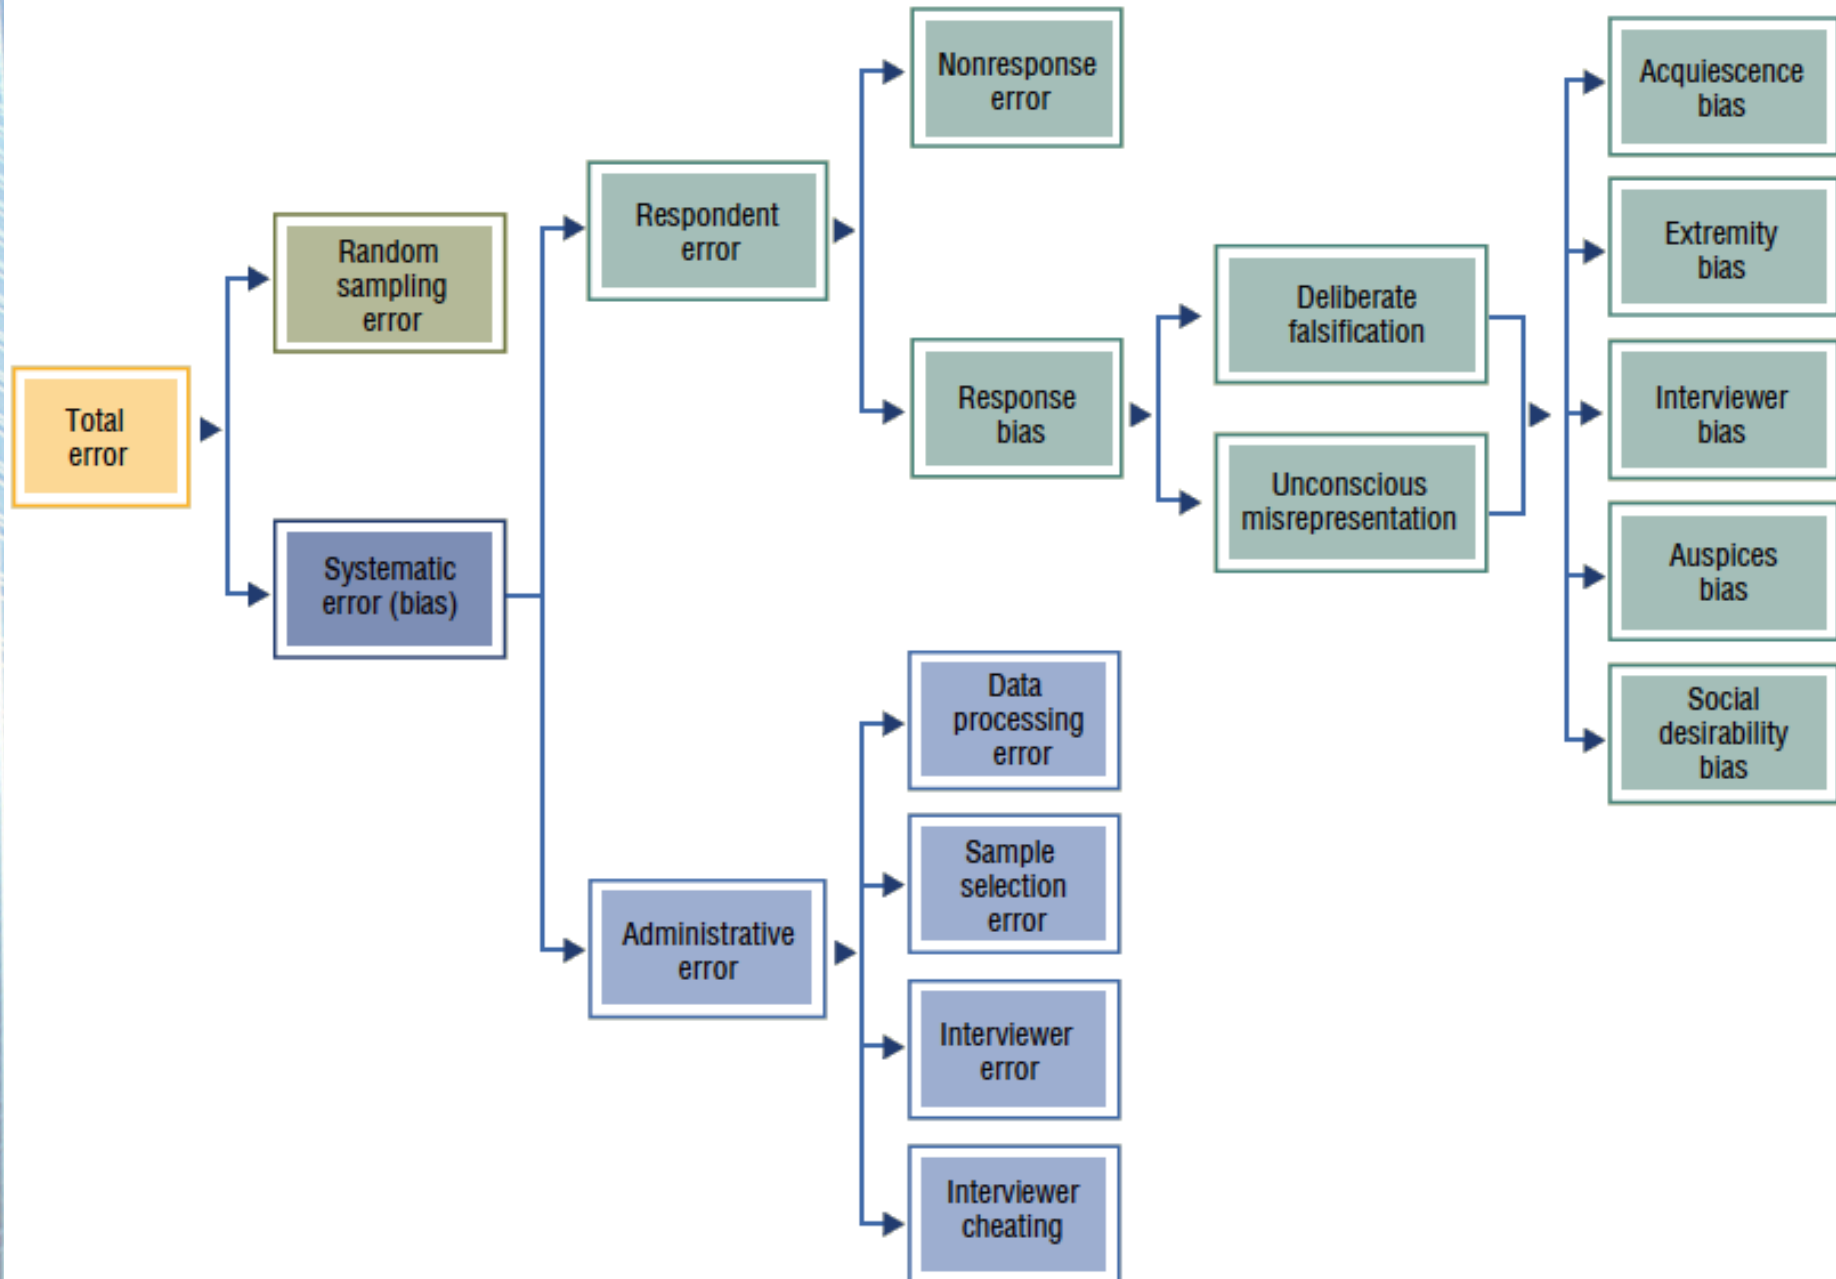 Total
error
Random
sampling
error
Systematic
error (bias)
Respondent
error
Administrative
error
Nonresponse
error
Response
bias
Data
processing
error
Sample
selection
error
Interviewer
error
Interviewer
cheating
Deliberate
falsification
Unconscious
misrepresentation
Acquiescence
bias
Extremity
bias
Interviewer
bias
Auspices
bias
Social
desirability
bias